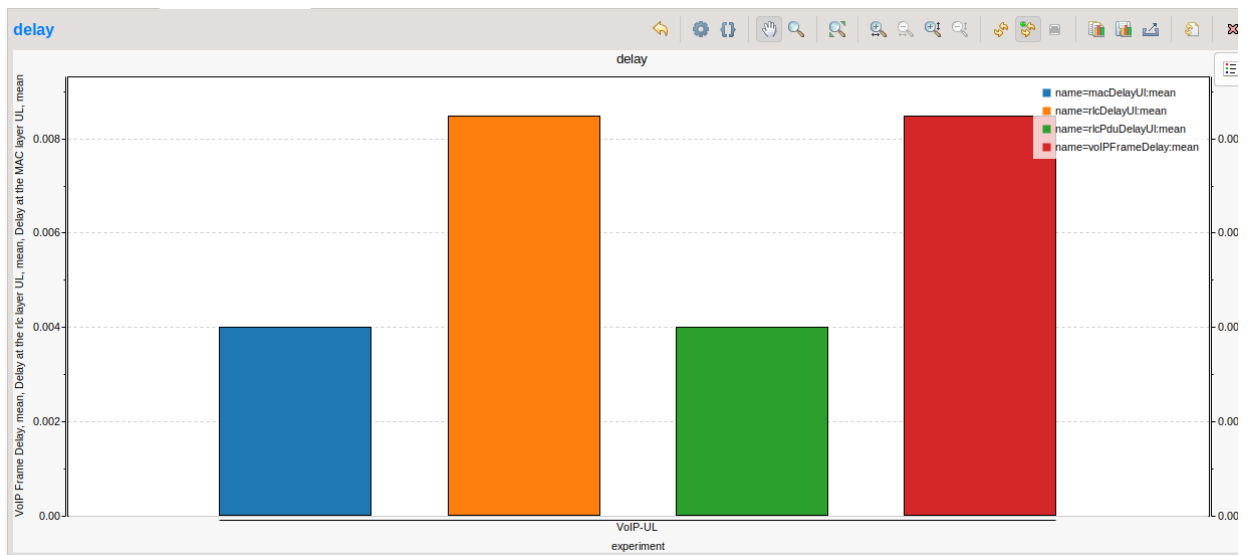 delay
delay
VoIP Frame Delay, mean, Delay at the rlc layer UL, mean, Delay at the MAC layer UL, mean
name=macDelayUl:mean
name=rlcDelayUl:mean
name=rlcPduDelayUl:mean
name=voIPFrameDelay:mean
0.008
0.006
0.004
0.002
0.00
0.00
0.00
0.00
0.00
0.00
VoIP-UL
experiment